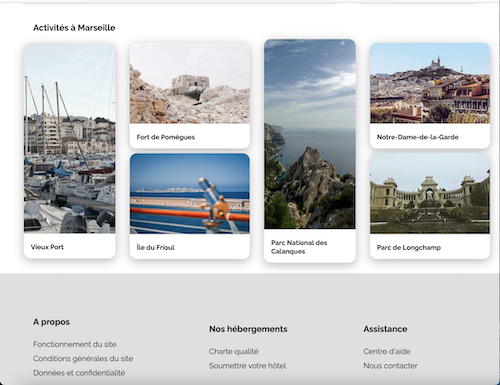 Activités à Marseille
Vieux Port
Fort de Pomègues
Île du Frioul
Parc National des
Calanques
Notre-Dame-de-la-Garde
Parc de Longchamp
A propos
Fonctionnement du site
Conditions générales du site
Données et confidentialité
Nos hébergements
Charte qualité
Soumettre votre hôtel
Assistance
Centre d'aide
Nous contacter